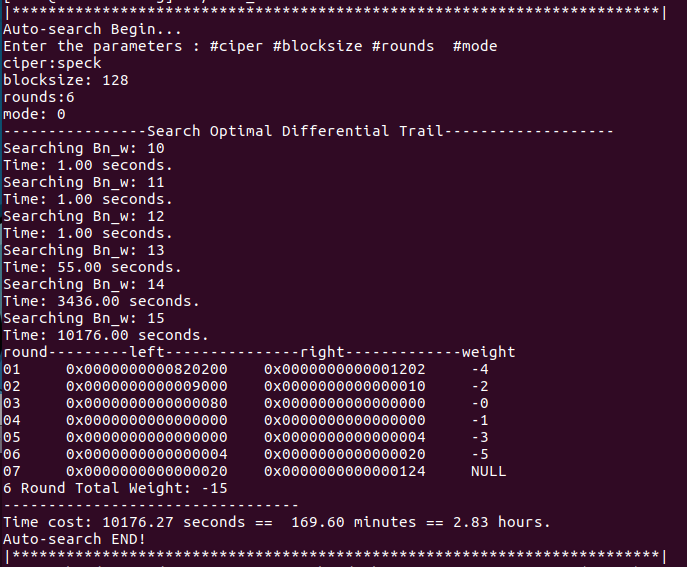 |************************************************************************|
Auto-search Begin...
Enter the parameters : #ciper #blocksize #rounds  #mode
ciper:speck
blocksize: 128
rounds:6
mode: 0
----------------Search Optimal Differential Trail-------------------
Searching Bn_w: 10
Time: 1.00 seconds.
Searching Bn_w: 11
Time: 1.00 seconds.
Searching Bn_w: 12
Time: 1.00 seconds.
Searching Bn_w: 13
Time: 55.00 seconds.
Searching Bn_w: 14
Time: 3436.00 seconds.
Searching Bn_w: 15
Time: 10176.00 seconds.
round---------left---------------right-------------weight
01     0x0000000000820200    0x0000000000001202     -4
02     0x0000000000009000    0x0000000000000010     -2
03     0x0000000000000080    0x0000000000000000     -0
04     0x0000000000000000    0x0000000000000000     -1
05     0x0000000000000000    0x0000000000000004     -3
06     0x0000000000000004    0x0000000000000020     -5
07     0x0000000000000020    0x0000000000000124     NULL
6 Round Total Weight: -15
---------------------------------
Time cost: 10176.27 seconds ==  169.60 minutes == 2.83 hours.
Auto-search END!
|************************************************************************|